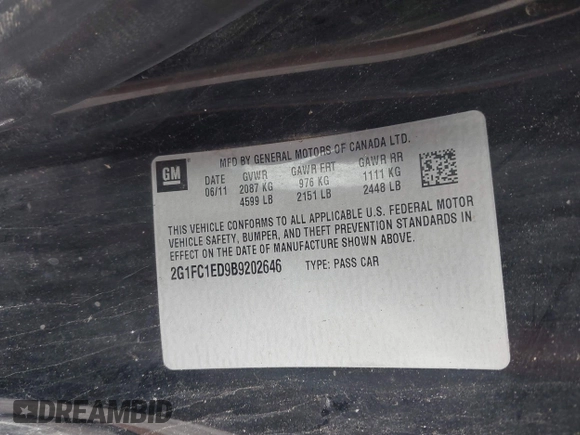 GM
MFD BY GENERAL MOTORS OF CANADA LTD.
DATE GVWR GAWR FRT GAWR RR
06/11 2087 KG 976 KG 1111 KG
4599 LB 2151 LB 2448 LB
THIS VEHICLE CONFORMS TO ALL APPLICABLE U.S. FEDERAL MOTOR
VEHICLE SAFETY, BUMPER, AND THEFT PREVENTION STANDARDS IN
EFFECT ON THE DATE OF MANUFACTURE SHOWN ABOVE.
2G1FC1ED9B9202646 TYPE: PASS CAR
DREAMBID